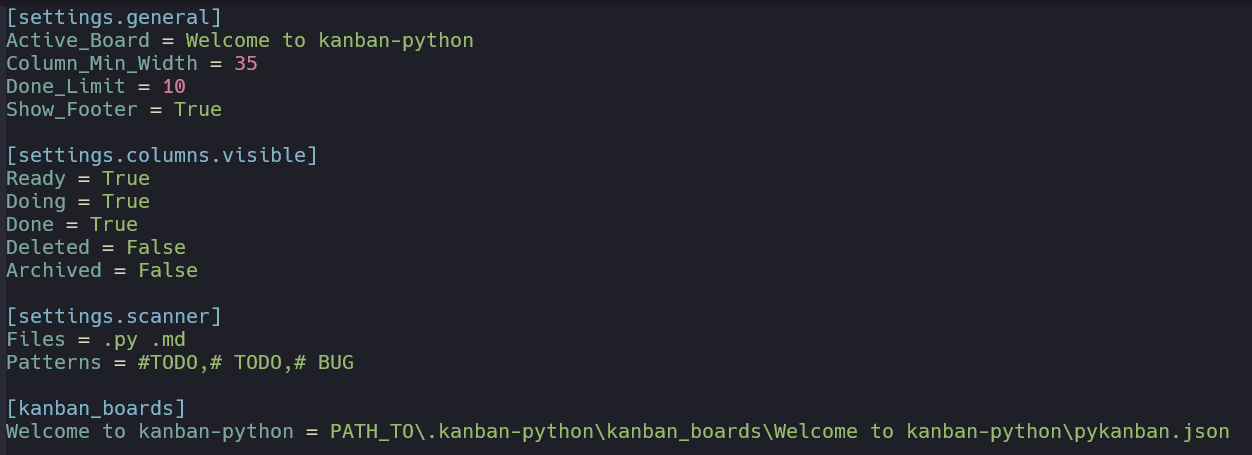 [settings.general]
Active_Board = Welcome to kanban-python
Column_Min_Width = 35
Done_Limit = 10
Show_Footer = True
[settings.columns.visible]
Ready = True
Doing = True
Done = True
Deleted = False
Archived = False
[settings.scanner]
Files = .py .md
Patterns = #TODO,# TODO,# BUG
[kanban_boards]
Welcome to kanban-python = PATH_TO\.kanban-python\kanban_boards\Welcome to kanban-python\pykanban.json